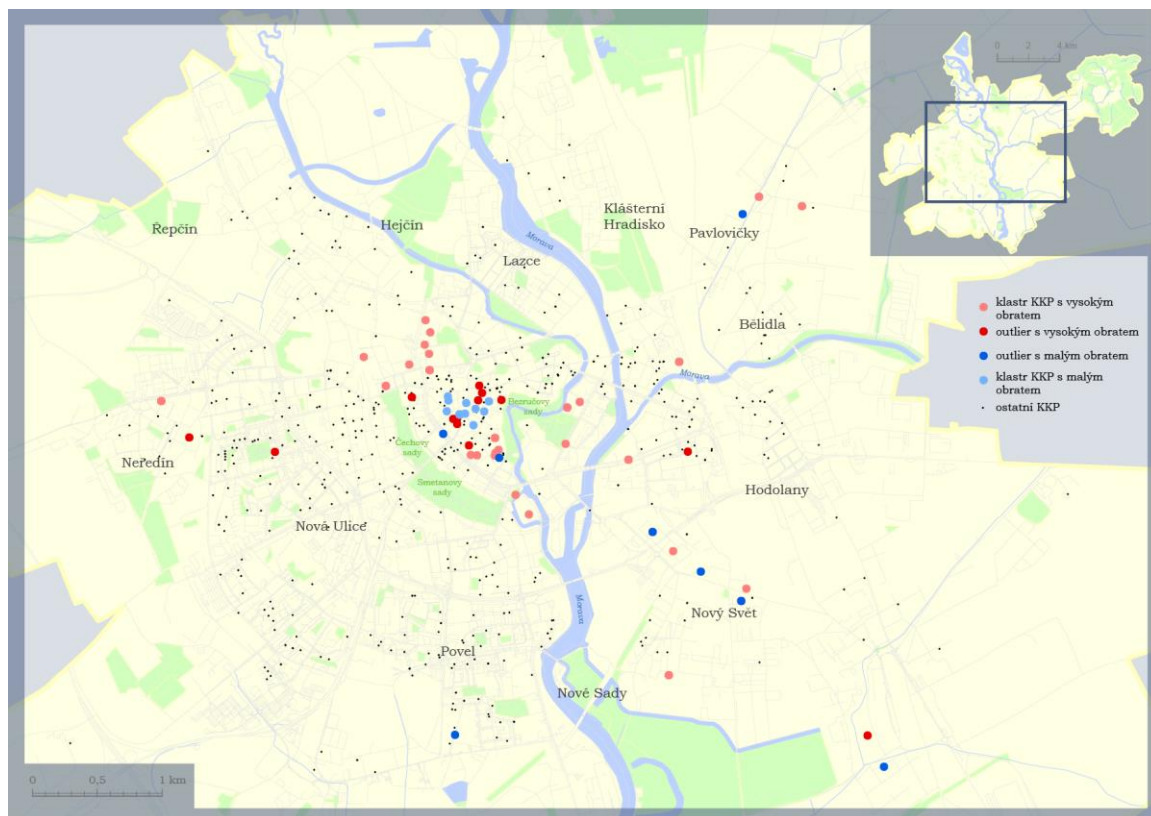 0 2 4 km
Řepčín
Hejčín
Klášterní
Hradisko
Pavlovičky
Morava
Lazce
klastr KKP s vysokým
obratem
outlier s vysokým obratem
outlier s malým obratem
klastr KKP s malým
obratem
ostatní KKP
Bělidla
Morava
Bezručovy
sady
Čechovy
sady
Neředín
Smetanovy
sady
Hodolany
Nová Ulice
Morava
Nový Svět
Povel
Nové Sady
0 0,5 1 km